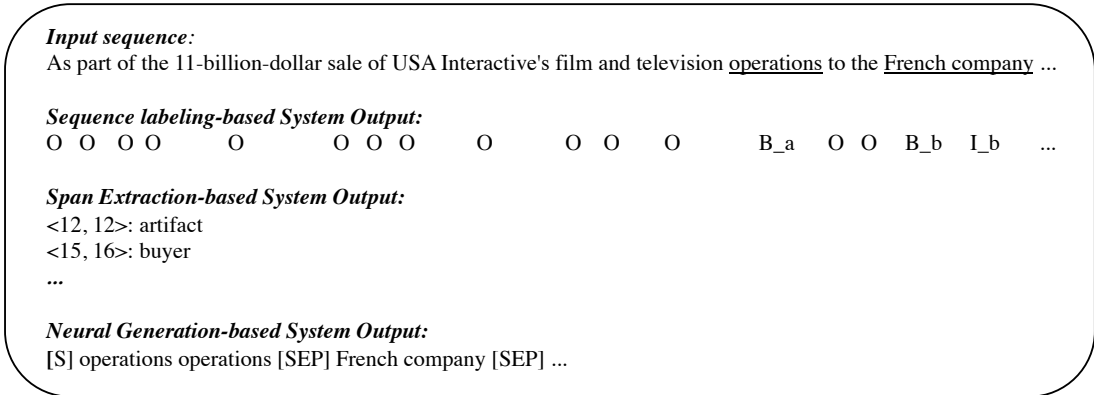 Input sequence:
As part of the 11-billion-dollar sale of USA Interactive's film and television operations to the French company ...
Sequence labeling-based System Output:
O O O O O O O O O O O O B_a O O B_b I_b ...
Span Extraction-based System Output:
<12, 12>: artifact
<15, 16>: buyer
...
Neural Generation-based System Output:
[S] operations operations [SEP] French company [SEP] ...